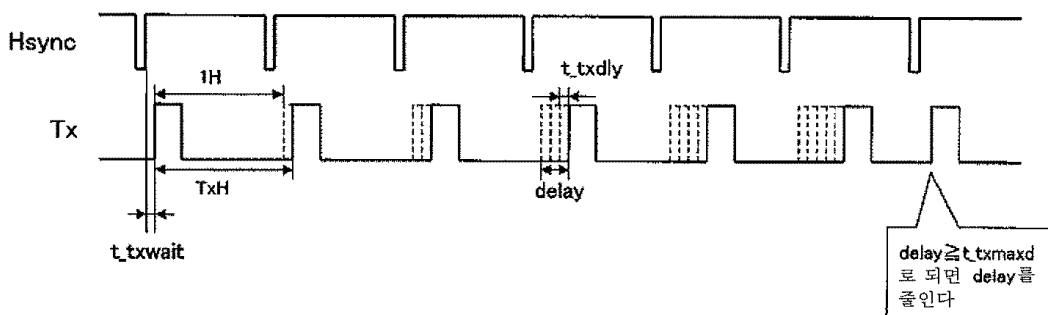 Hsync
t_txdly
1H
Tx
TxH
delay
t_txwait
delay≧t_txmaxd
로 되면 delay를
줄인다